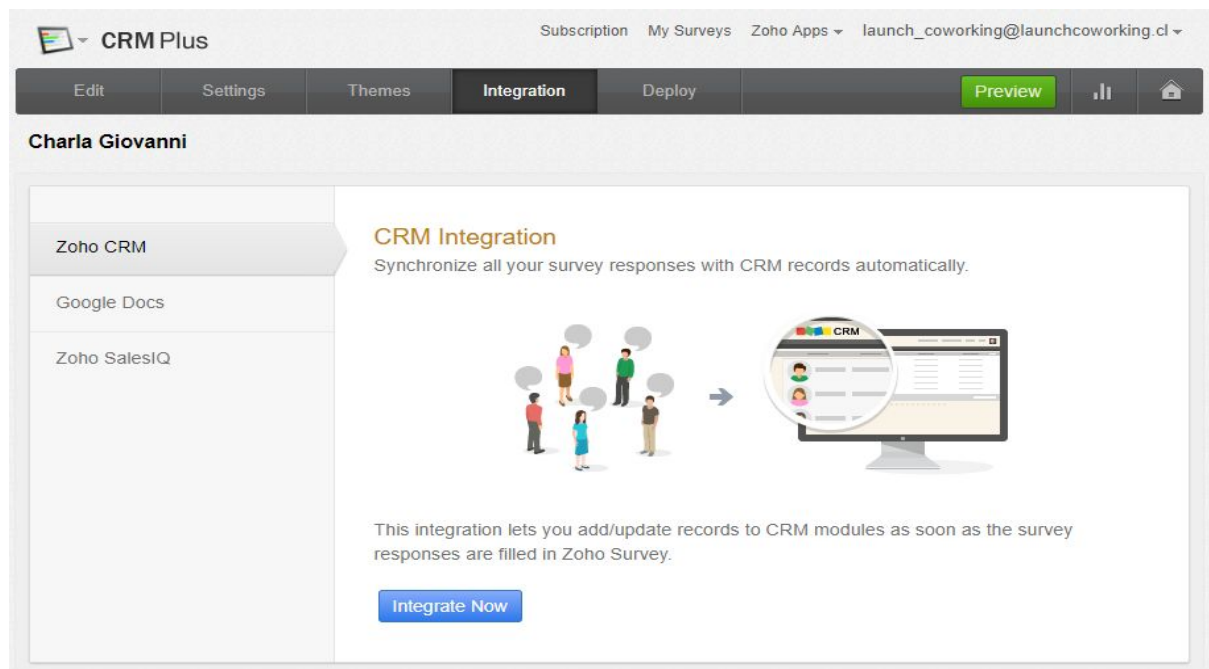 CRM Plus
Subscription My Surveys Zoho Apps launch_coworking@launchcoworking.cl
Edit Settings Themes Integration Deploy Preview
Charla Giovanni
Zoho CRM
Google Docs
Zoho SalesIQ
CRM Integration
Synchronize all your survey responses with CRM records automatically.
CRM
This integration lets you add/update records to CRM modules as soon as the survey
responses are filled in Zoho Survey.
Integrate Now